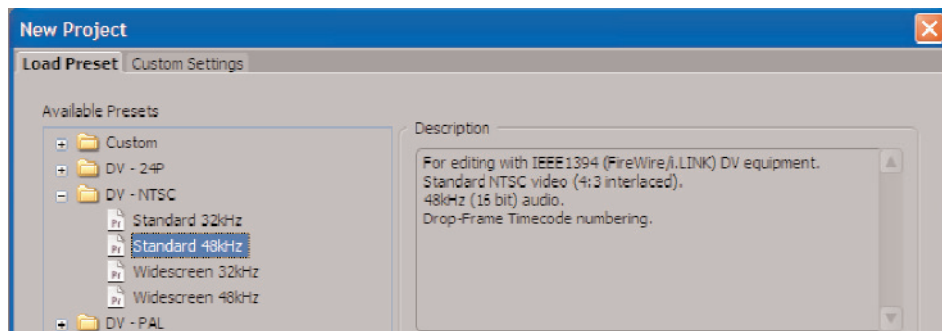 New Project
Load Preset Custom Settings
Available Presets
Custom
DV - 24P
DV - NTSC
Standard 32kHz
Standard 48kHz
Widescreen 32kHz
Widescreen 48kHz
DV - PAL
Description
For editing with IEEE1394 (FireWire/i.LINK) DV equipment.
Standard NTSC video (4:3 interlaced).
48kHz (16 bit) audio.
Drop-Frame Timecode numbering.